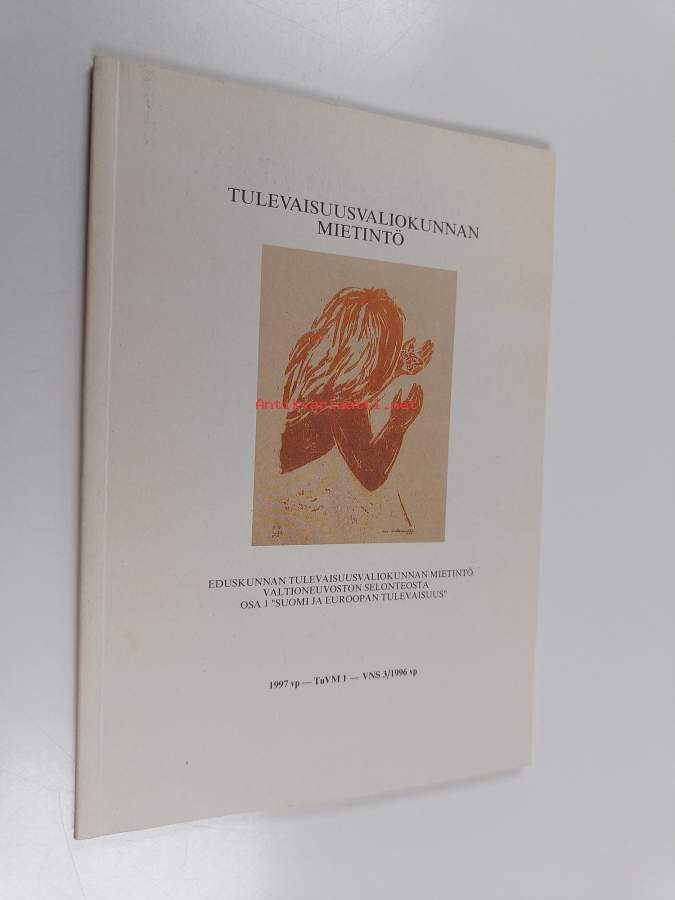 TULEVAISUUSVALIOKUNNAN
MIETINTÖ
Antikvariaatti.net
EDUSKUNNAN TULEVAISUUSVALIOKUNNAN MIETINTÖ
VALTIONEUVOSTON SELONTEOSTA
OSA 1 "SUOMI JA EUROOPAN TULEVAISUUS"
1997 vp — TuVM 1 — VNS 3/1996 vp